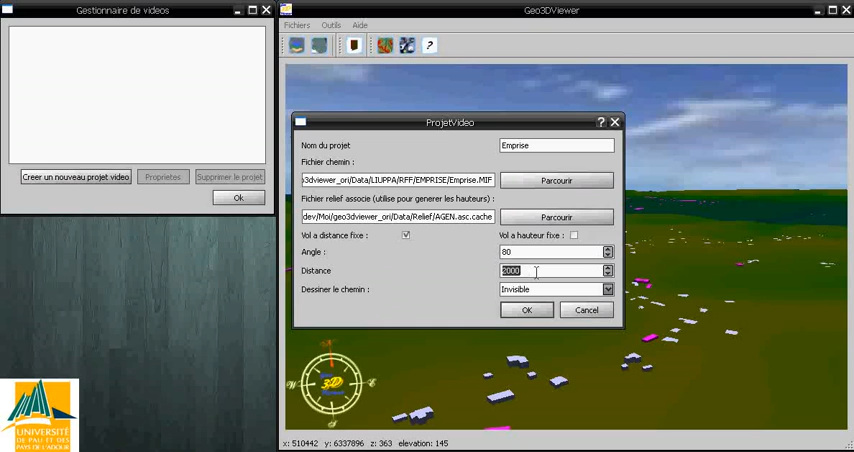 Gestionnaire de videos
Creer un nouveau projet video
Proprietes
Supprimer le projet
Ok
Geo3DViewer
Fichiers
Outils
Aide
?
ProjetVideo
Nom du projet
Emprise
Fichier chemin :
3dviewer_ori/Data/LIUPPA/RFF/EMPRISE/Emprise.MIF
Parcourir
Fichier relief associe (utilise pour generer les hauteurs) :
dev/Moi/geo3dviewer_ori/Data/Relief/AGEN.asc.cache
Parcourir
Vol a distance fixe :
Vol a hauteur fixe :
Angle :
80
Distance
2000
Dessiner le chemin :
Invisible
OK
Cancel
3D
W
E
UNIVERSITÉ
DE PAU ET DES
PAYS DE L'ADOUR
x: 510442 y: 6337896 z: 363 elevation: 145